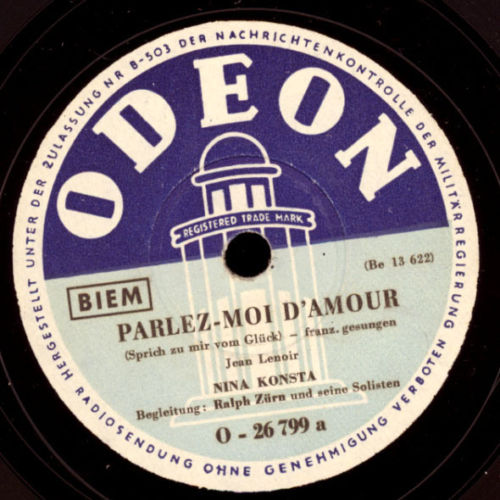 HERGESTELLT UNTER DER ZULASSUNG NR B-503 DER NACHRICHTENKONTROLLE DER MILITÄRREGIERUNG
RADIOSENDUNG OHNE GENEHMIGUNG VERBOTEN
ODEON
REGISTERED TRADE MARK
(Be 13 622)
BIEM
PARLEZ-MOI D'AMOUR
(Sprich zu mir vom Glück) – franz. gesungen
Jean Lenoir
NINA KONSTA
Begleitung: Ralph Zürn und seine Solisten
O - 26 799 a